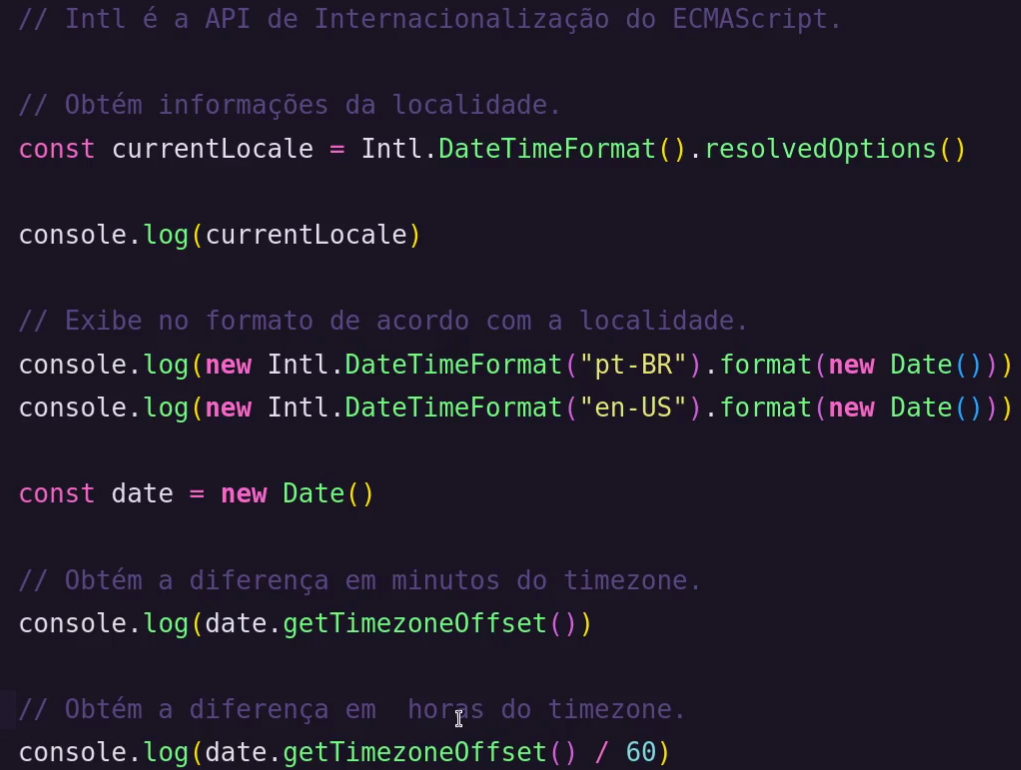 // Intl é a API de Internacionalização do ECMAScript.
// Obtém informações da localidade.
const currentLocale = Intl.DateTimeFormat().resolvedOptions()
console.log(currentLocale)
// Exibe no formato de acordo com a localidade.
console.log(new Intl.DateTimeFormat("pt-BR").format(new Date()))
console.log(new Intl.DateTimeFormat("en-US").format(new Date()))
const date = new Date()
// Obtém a diferença em minutos do timezone.
console.log(date.getTimezoneOffset())
// Obtém a diferença em  horas do timezone.
console.log(date.getTimezoneOffset() / 60)